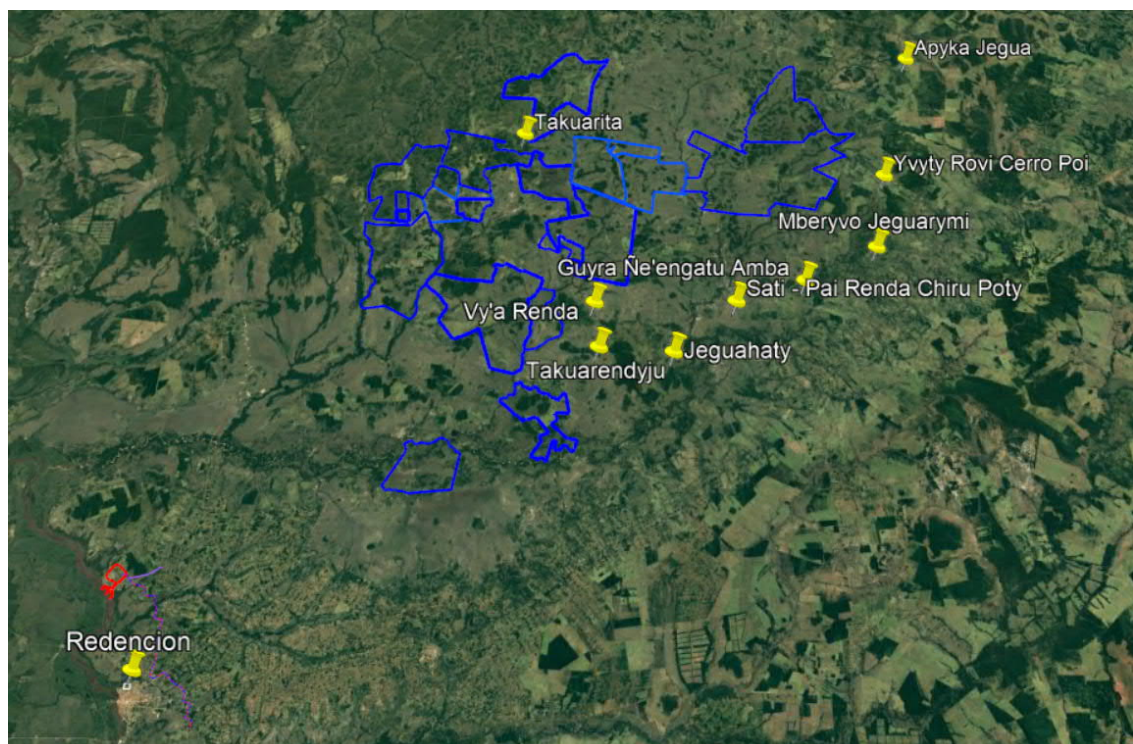 Apyka Jegua
Takuarita
Yvyty Rovi Cerro Poi
Mberyvo Jeguarymi
Guyra Ñe'engatu Amba
Sati - Pai Renda Chiru Poty
Vy'a Renda
Jeguahaty
Takuarendyju
Redencion